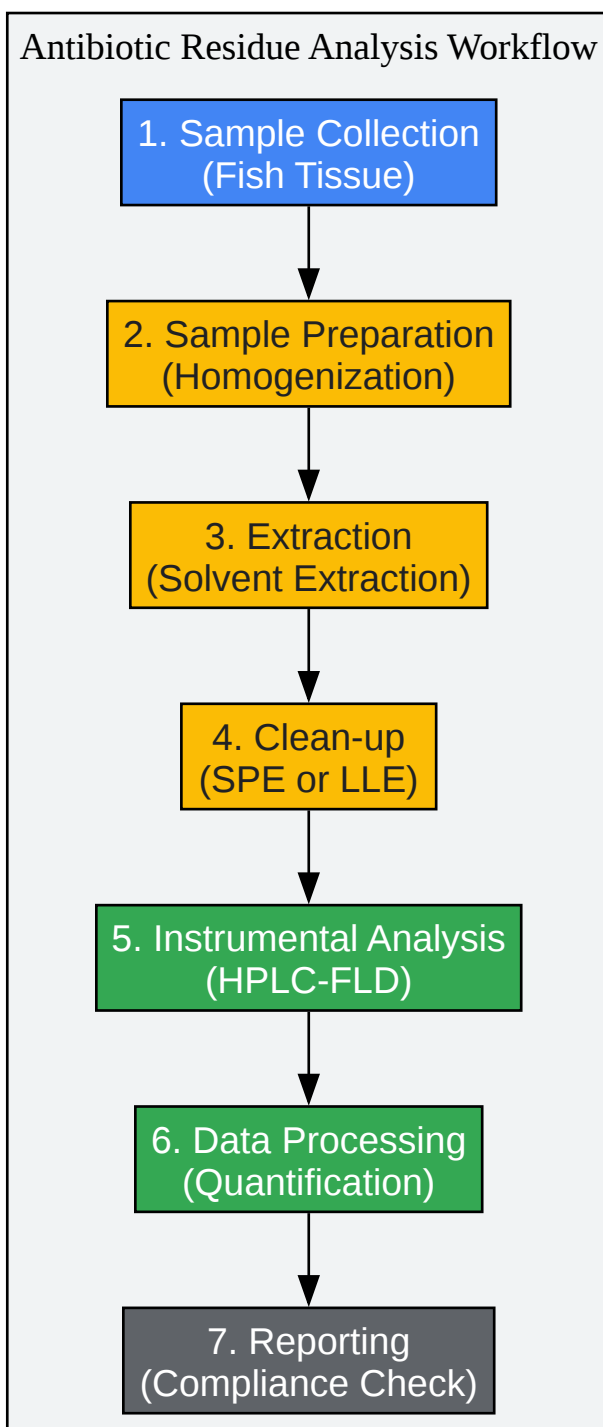 Antibiotic Residue Analysis Workflow
1. Sample Collection
(Fish Tissue)
2. Sample Preparation
(Homogenization)
3. Extraction
(Solvent Extraction)
4. Clean-up
(SPE or LLE)
5. Instrumental Analysis
(HPLC-FLD)
6. Data Processing
(Quantification)
7. Reporting
(Compliance Check)